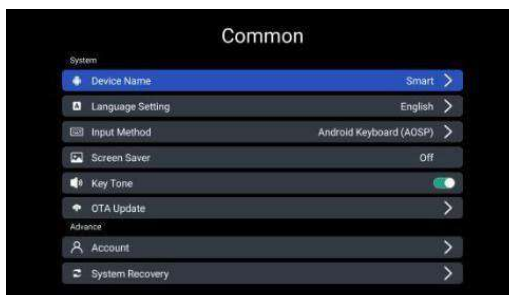 Common
System
Device Name Smart
Language Setting English
Input Method Android Keyboard (AOSP)
Screen Saver Off
Key Tone
OTA Update
Advance
Account
System Recovery